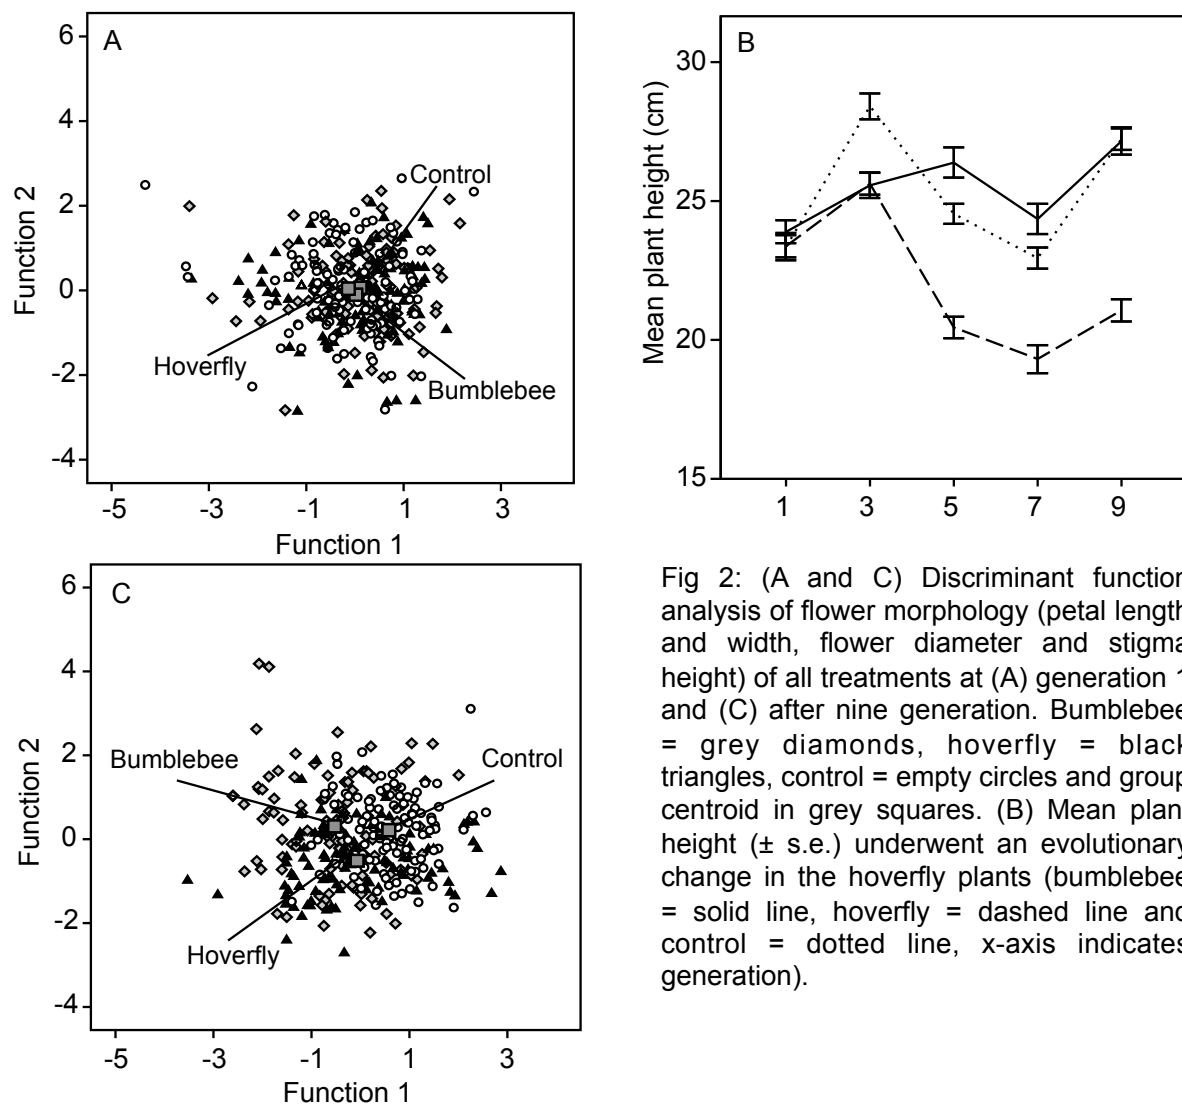 A
6
4
2
0
-2
-4
Function 2
Control
Hoverfly
Bumblebee
-5 -3 -1 1 3
Function 1
B
30
25
20
15
Mean plant height (cm)
1 3 5 7 9
C
6
4
2
0
-2
-4
Function 2
Bumblebee
Control
Hoverfly
-5 -3 -1 1 3
Function 1
Fig 2: (A and C) Discriminant function
analysis of flower morphology (petal length
and width, flower diameter and stigma
height) of all treatments at (A) generation 1
and (C) after nine generation. Bumblebee
= grey diamonds, hoverfly = black
triangles, control = empty circles and group
centroid in grey squares. (B) Mean plan
height (± s.e.) underwent an evolutionary
change in the hoverfly plants (bumblebee
= solid line, hoverfly = dashed line and
control = dotted line, x-axis indicates
generation).